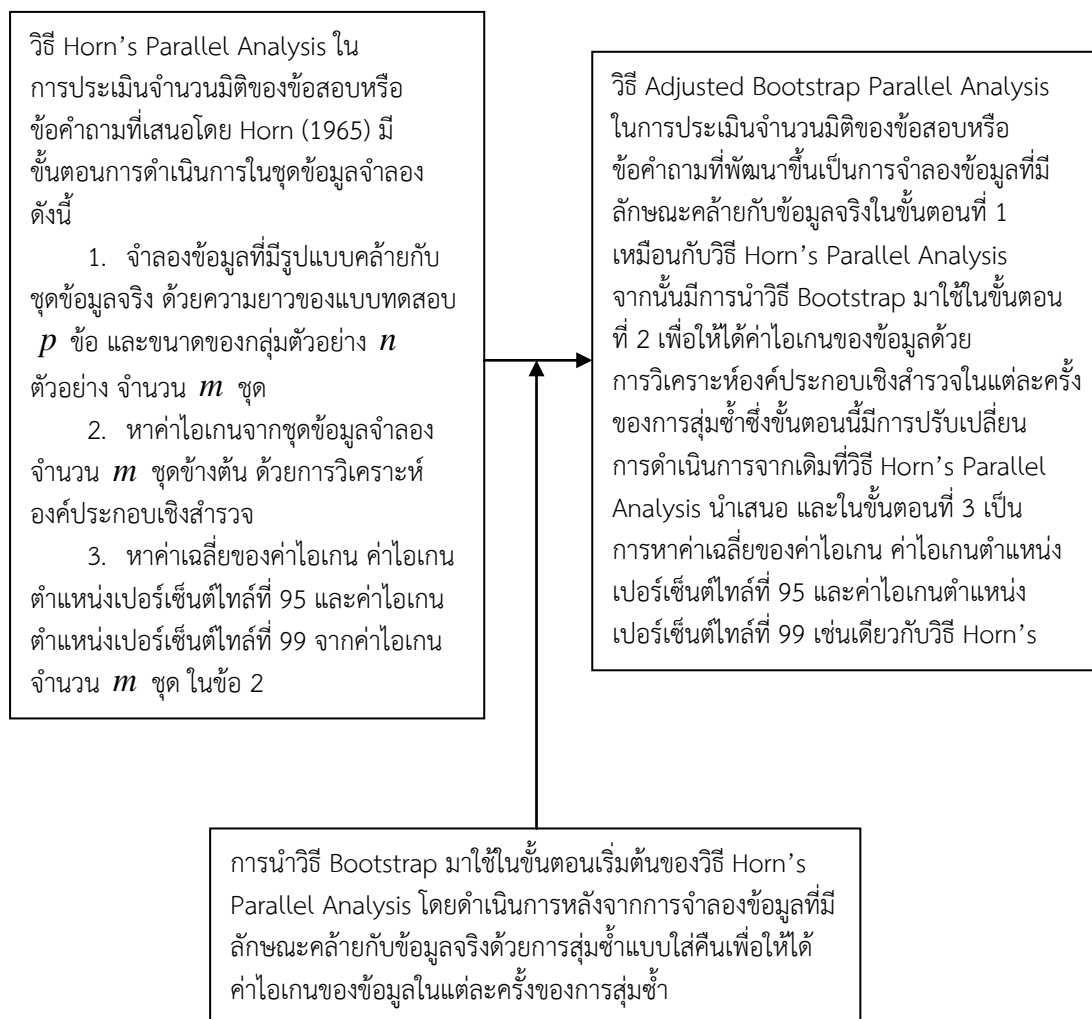 วิธี Horn’s Parallel Analysis ใน
การประเมินจำนวนมิติของข้อสอบหรือ
ข้อคำถามที่เสนอโดย Horn (1965) มี
ขั้นตอนการดำเนินการในชุดข้อมูลจำลอง
ดังนี้
1. จำลองข้อมูลที่มีรูปแบบคล้ายกับ
ชุดข้อมูลจริง ด้วยความยาวของแบบทดสอบ
p ข้อ และขนาดของกลุ่มตัวอย่าง n
ตัวอย่าง จำนวน m ชุด
2. หาค่าไอเกนจากชุดข้อมูลจำลอง
จำนวน m ชุดข้างต้น ด้วยการวิเคราะห์
องค์ประกอบเชิงสำรวจ
3. หาค่าเฉลี่ยของค่าไอเกน ค่าไอเกน
ตำแหน่งเปอร์เซ็นต์ไทล์ที่ 95 และค่าไอเกน
ตำแหน่งเปอร์เซ็นต์ไทล์ที่ 99 จากค่าไอเกน
จำนวน m ชุด ในข้อ 2
วิธี Adjusted Bootstrap Parallel Analysis
ในการประเมินจำนวนมิติของข้อสอบหรือ
ข้อคำถามที่พัฒนาขึ้นเป็นการจำลองข้อมูลที่มี
ลักษณะคล้ายกับข้อมูลจริงในขั้นตอนที่ 1
เหมือนกับวิธี Horn’s Parallel Analysis
จากนั้นมีการนำวิธี Bootstrap มาใช้ในขั้นตอน
ที่ 2 เพื่อให้ได้ค่าไอเกนของข้อมูลด้วย
การวิเคราะห์องค์ประกอบเชิงสำรวจในแต่ละครั้ง
ของการสุ่มซ้ำซึ่งขั้นตอนนี้มีการปรับเปลี่ยน
การดำเนินการจากเดิมที่วิธี Horn’s Parallel
Analysis นำเสนอ และในขั้นตอนที่ 3 เป็น
การหาค่าเฉลี่ยของค่าไอเกน ค่าไอเกนตำแหน่ง
เปอร์เซ็นต์ไทล์ที่ 95 และค่าไอเกนตำแหน่ง
เปอร์เซ็นต์ไทล์ที่ 99 เช่นเดียวกับวิธี Horn’s
การนำวิธี Bootstrap มาใช้ในขั้นตอนเริ่มต้นของวิธี Horn’s
Parallel Analysis โดยดำเนินการหลังจากการจำลองข้อมูลที่มี
ลักษณะคล้ายกับข้อมูลจริงด้วยการสุ่มซ้ำแบบใส่คืนเพื่อให้ได้
ค่าไอเกนของข้อมูลในแต่ละครั้งของการสุ่มซ้ำ